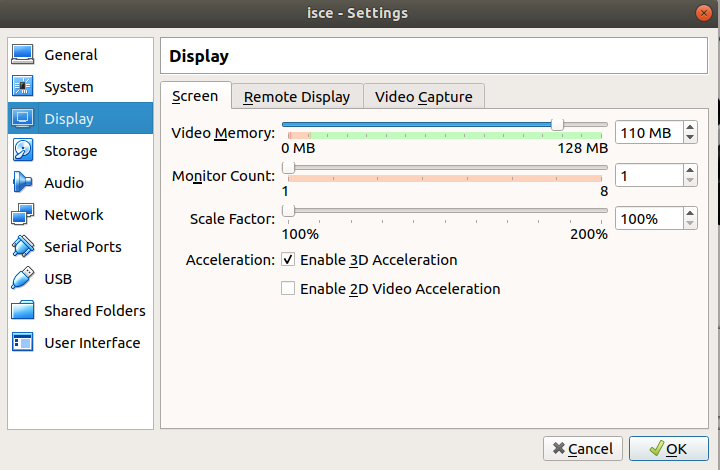 isce - Settings
General
System
Display
Storage
Audio
Network
Serial Ports
USB
Shared Folders
User Interface
Display
Screen Remote Display Video Capture
Video Memory: 110 MB
0 MB 128 MB
Monitor Count: 1
1 8
Scale Factor: 100%
100% 200%
Acceleration: Enable 3D Acceleration
Enable 2D Video Acceleration
Cancel OK